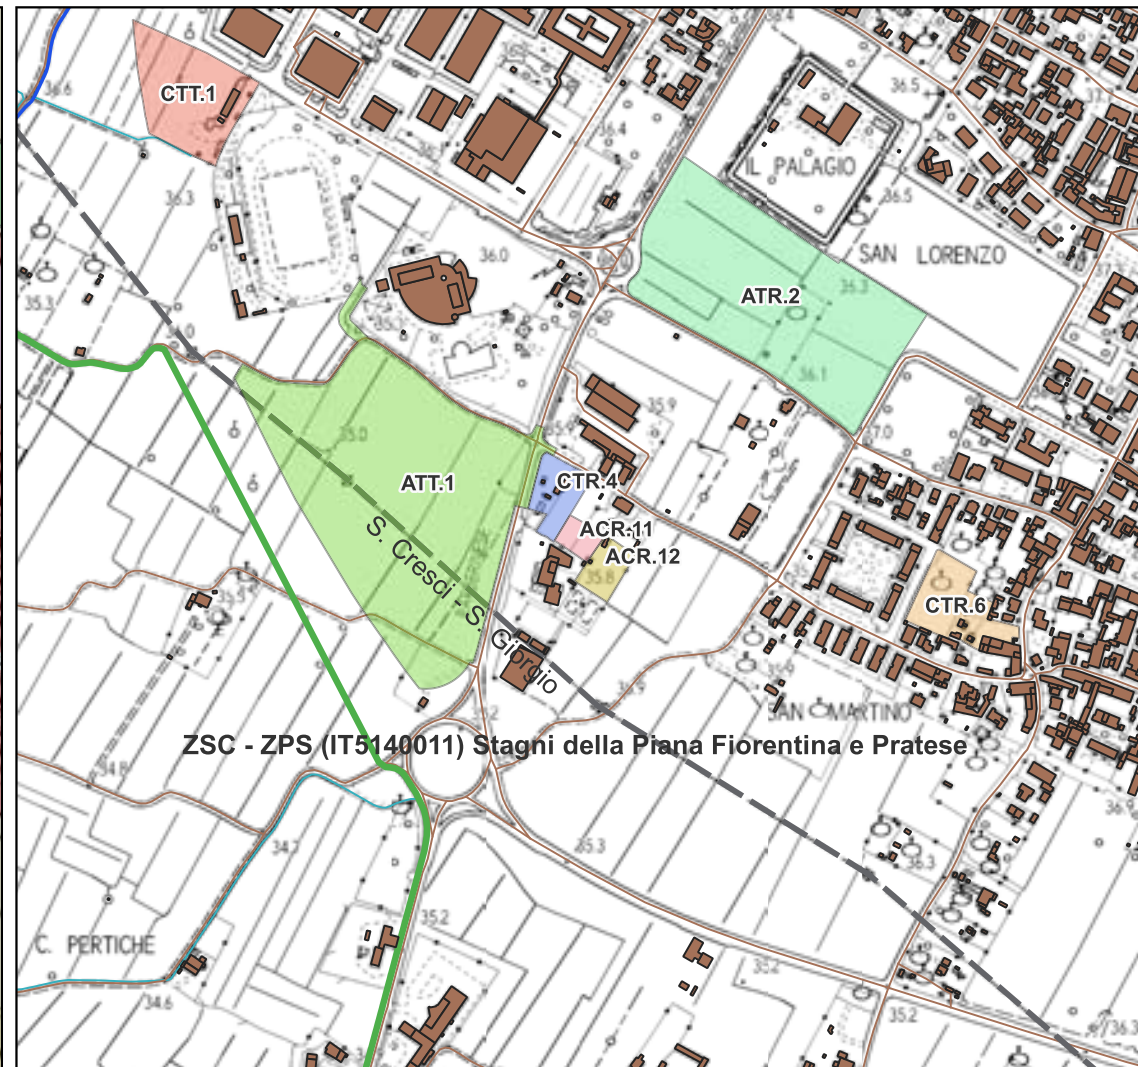 CTT.1
36.6
36.4
36.5
IL PALAGIO
36.3
36.5
36.0
SAN LORENZO
35.3
ATR.2
36.3
36.1
35.9
37.0
35.0
ATT.1
CTR.4
ACR.11
ACR.12
35.8
S. Cresci - S. Giorgio
CTR.6
SAN MARTINO
ZSC - ZPS (IT5140011) Stagni della Piana Fiorentina e Pratese
34.8
36.9
35.3
36.3
35.2
C. PERTICHE
34.6
35.2
36.3